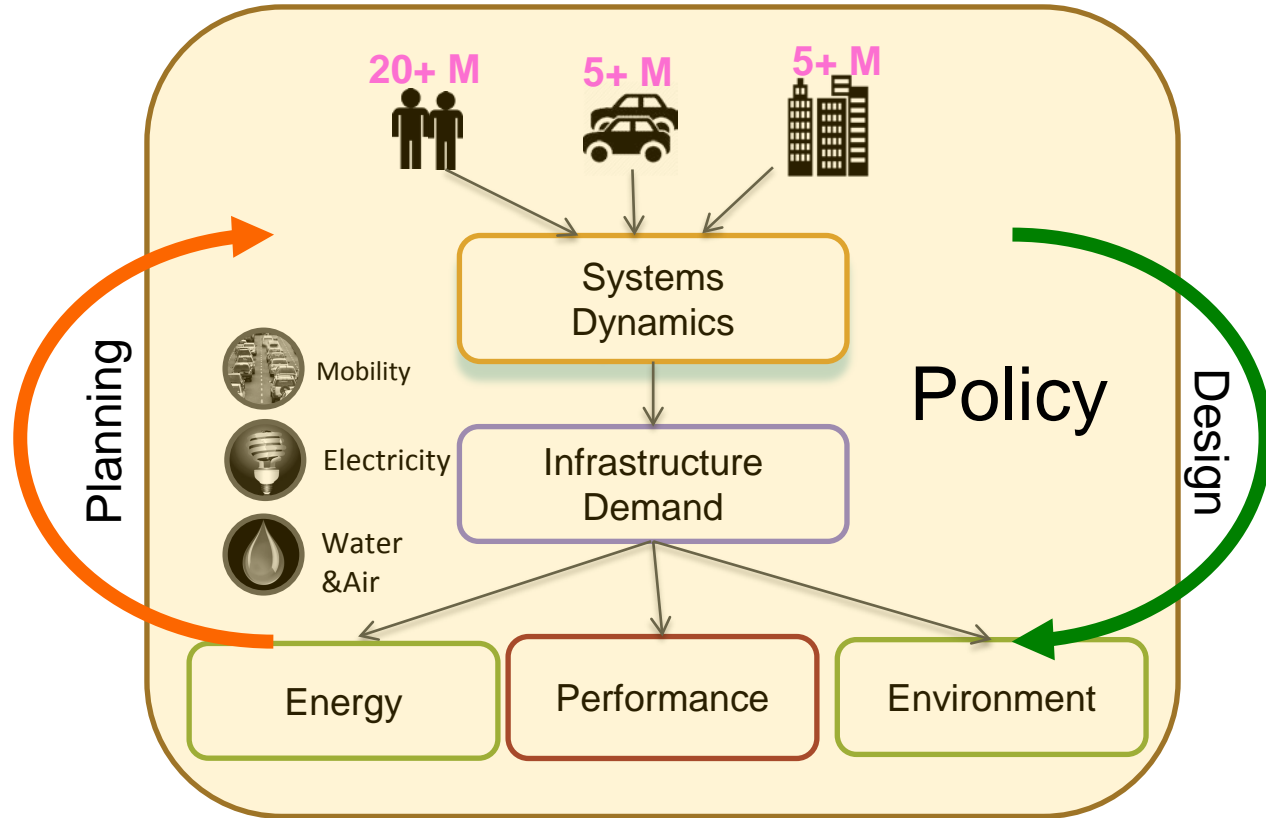 20+ M
5+ M
5+ M
Systems
Dynamics
Planning
Mobility
Policy
Design
Electricity
Infrastructure
Demand
Water
&Air
Energy
Performance
Environment